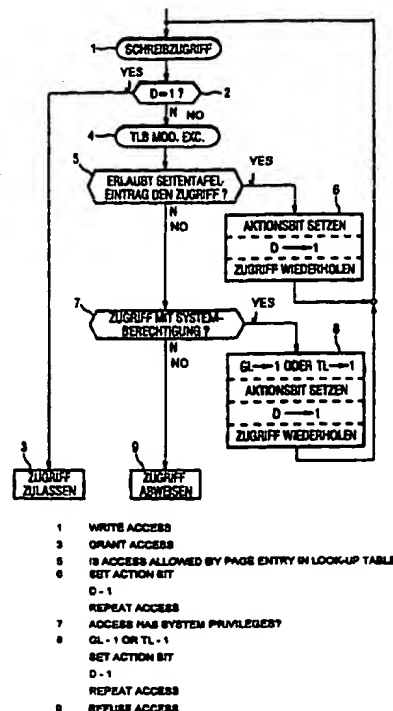 1 SCHREIBZUGRIFF
YES
D=1 ? 2
N NO
4 TLB MOD. EXC.
5
ERLAUBT SEITENTAFEL-
EINTRAG DEN ZUGRIFF ?
YES
6
N
NO
AKTIONSBIT SETZEN
D → 1
ZUGRIFF WIEDERHOLEN
7 ZUGRIFF MIT SYSTEM-
BERECHTIGUNG ?
YES
8
N
NO
GL→1 ODER TL→1
AKTIONSBIT SETZEN
D → 1
ZUGRIFF WIEDERHOLEN
3
ZUGRIFF
ZULASSEN
9
ZUGRIFF
ABWEISEN
1 WRITE ACCESS
3 GRANT ACCESS
5 IS ACCESS ALLOWED BY PAGE ENTRY IN LOOK-UP TABLE
6 SET ACTION BIT
D - 1
REPEAT ACCESS
7 ACCESS HAS SYSTEM PRIVILEGES?
8 GL - 1 OR TL - 1
SET ACTION BIT
D - 1
REPEAT ACCESS
9 REFUSE ACCESS